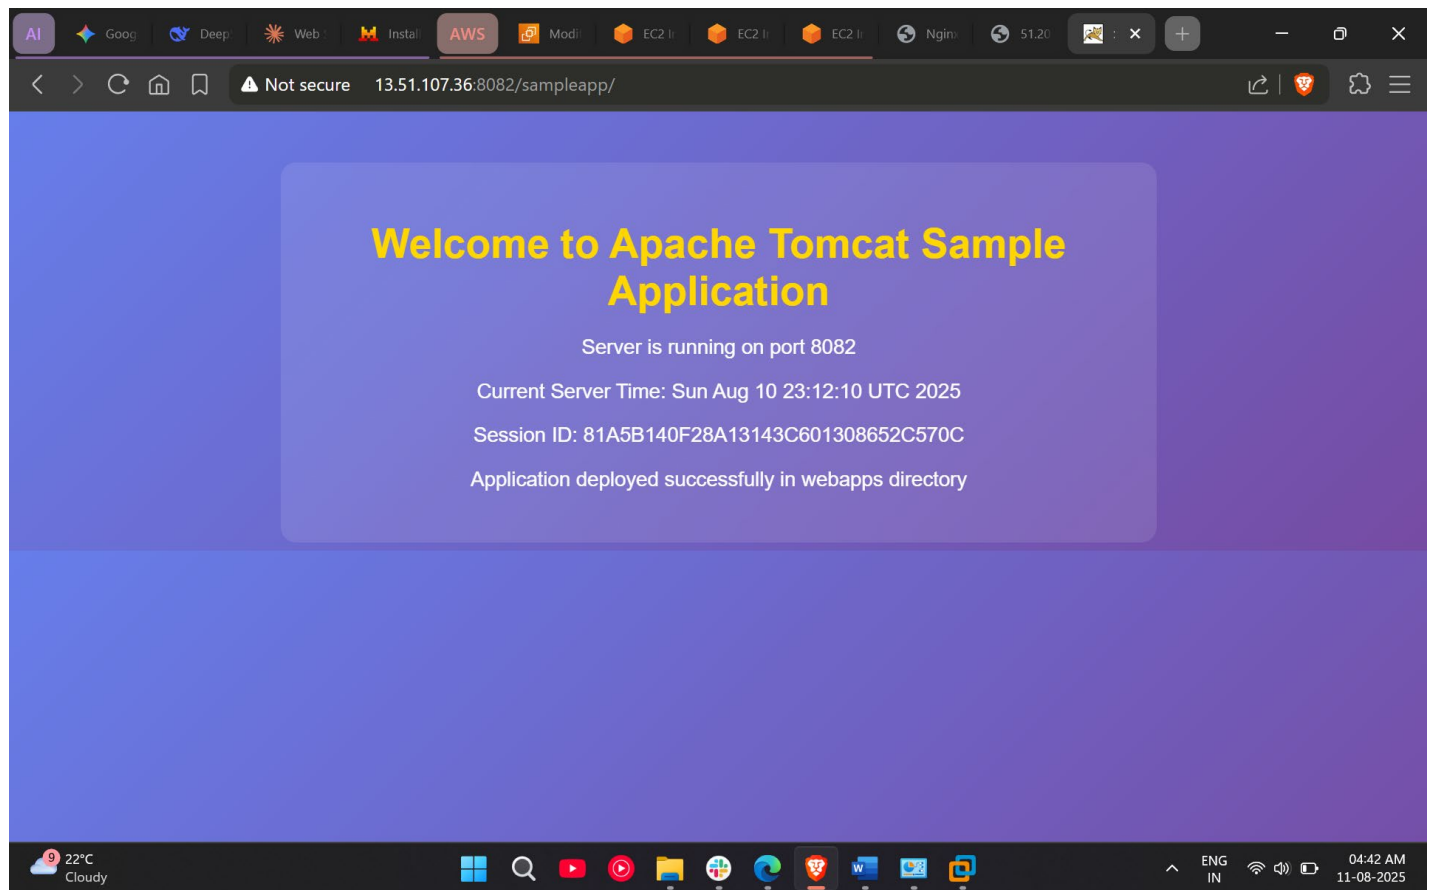 AI
Goog
Deep
Web
Install
AWS
Modi
EC2 I
EC2 I
EC2 I
Nginx
51.20
Not secure 13.51.107.36:8082/sampleapp/
Welcome to Apache Tomcat Sample
Application
Server is running on port 8082
Current Server Time: Sun Aug 10 23:12:10 UTC 2025
Session ID: 81A5B140F28A13143C601308652C570C
Application deployed successfully in webapps directory
9
22°C
Cloudy
ENG
IN
04:42 AM
11-08-2025